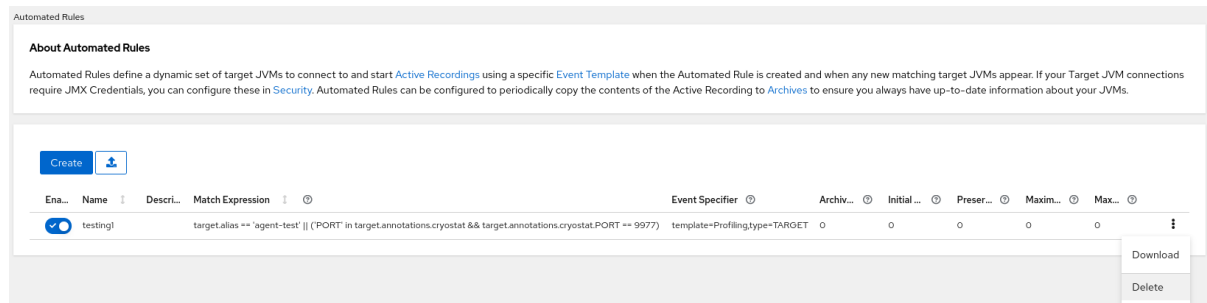 Automated Rules
About Automated Rules
Automated Rules define a dynamic set of target JVMs to connect to and start Active Recordings using a specific Event Template when the Automated Rule is created and when any new matching target JVMs appear. If your Target JVM connections
require JMX Credentials, you can configure these in Security. Automated Rules can be configured to periodically copy the contents of the Active Recording to Archives to ensure you always have up-to-date information about your JVMs.
Create
Ena... Name Descri... Match Expression Event Specifier Archiv... Initial ... Preser... Maxim... Max...
testing1 target.alias == 'agent-test' || ('PORT' in target.annotations.cryostat && target.annotations.cryostat.PORT == 9977) template=Profiling,type=TARGET 0 0 0 0 0
Download
Delete